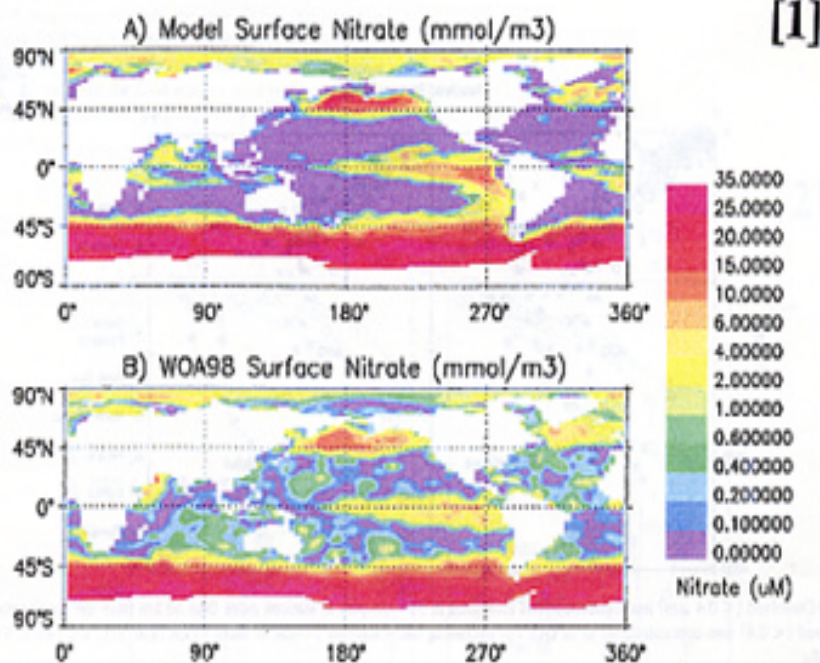 [1]
A) Model Surface Nitrate (mmol/m3)
90°N
45°N
0°
45°S
90°S
0° 90° 180° 270° 360°
B) WOA98 Surface Nitrate (mmol/m3)
90°N
45°N
0°
45°S
90°S
0° 90° 180° 270° 360°
35.0000
25.0000
20.0000
15.0000
10.0000
6.00000
4.00000
2.00000
1.00000
0.600000
0.400000
0.200000
0.100000
0.00000
Nitrate (uM)